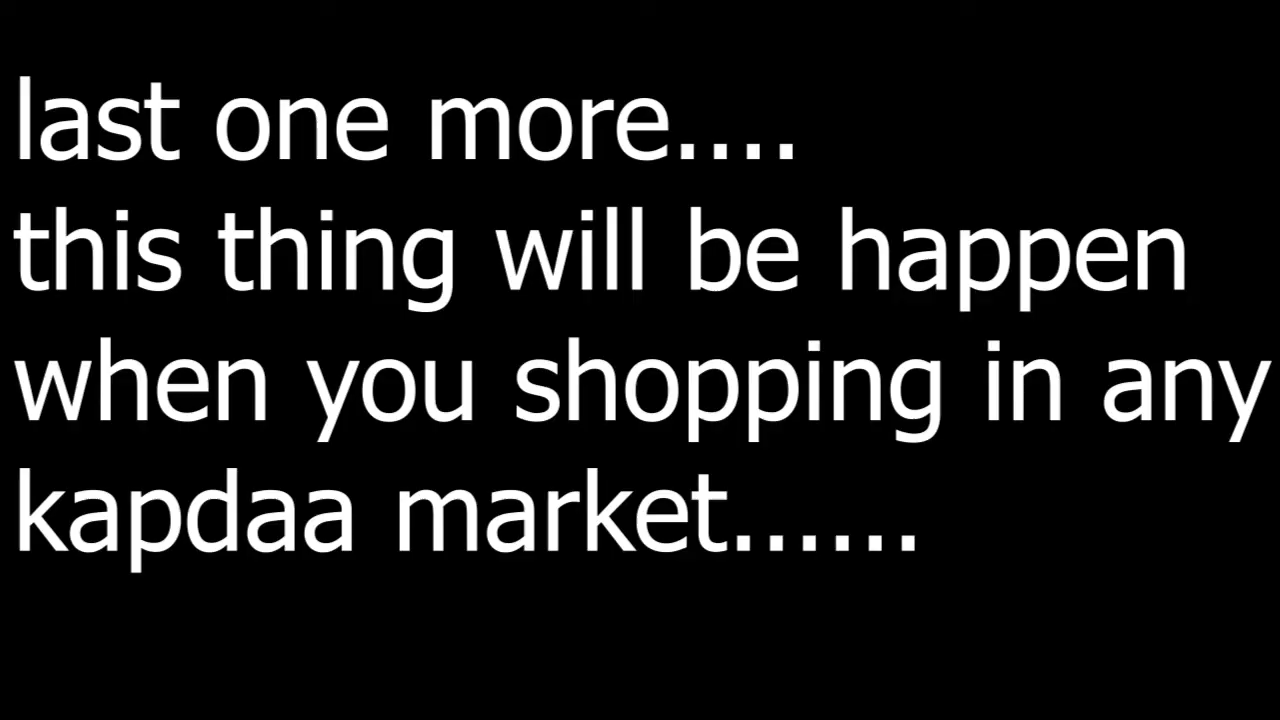 last one more....
this thing will be happen
when you shopping in any
kapdaa market......